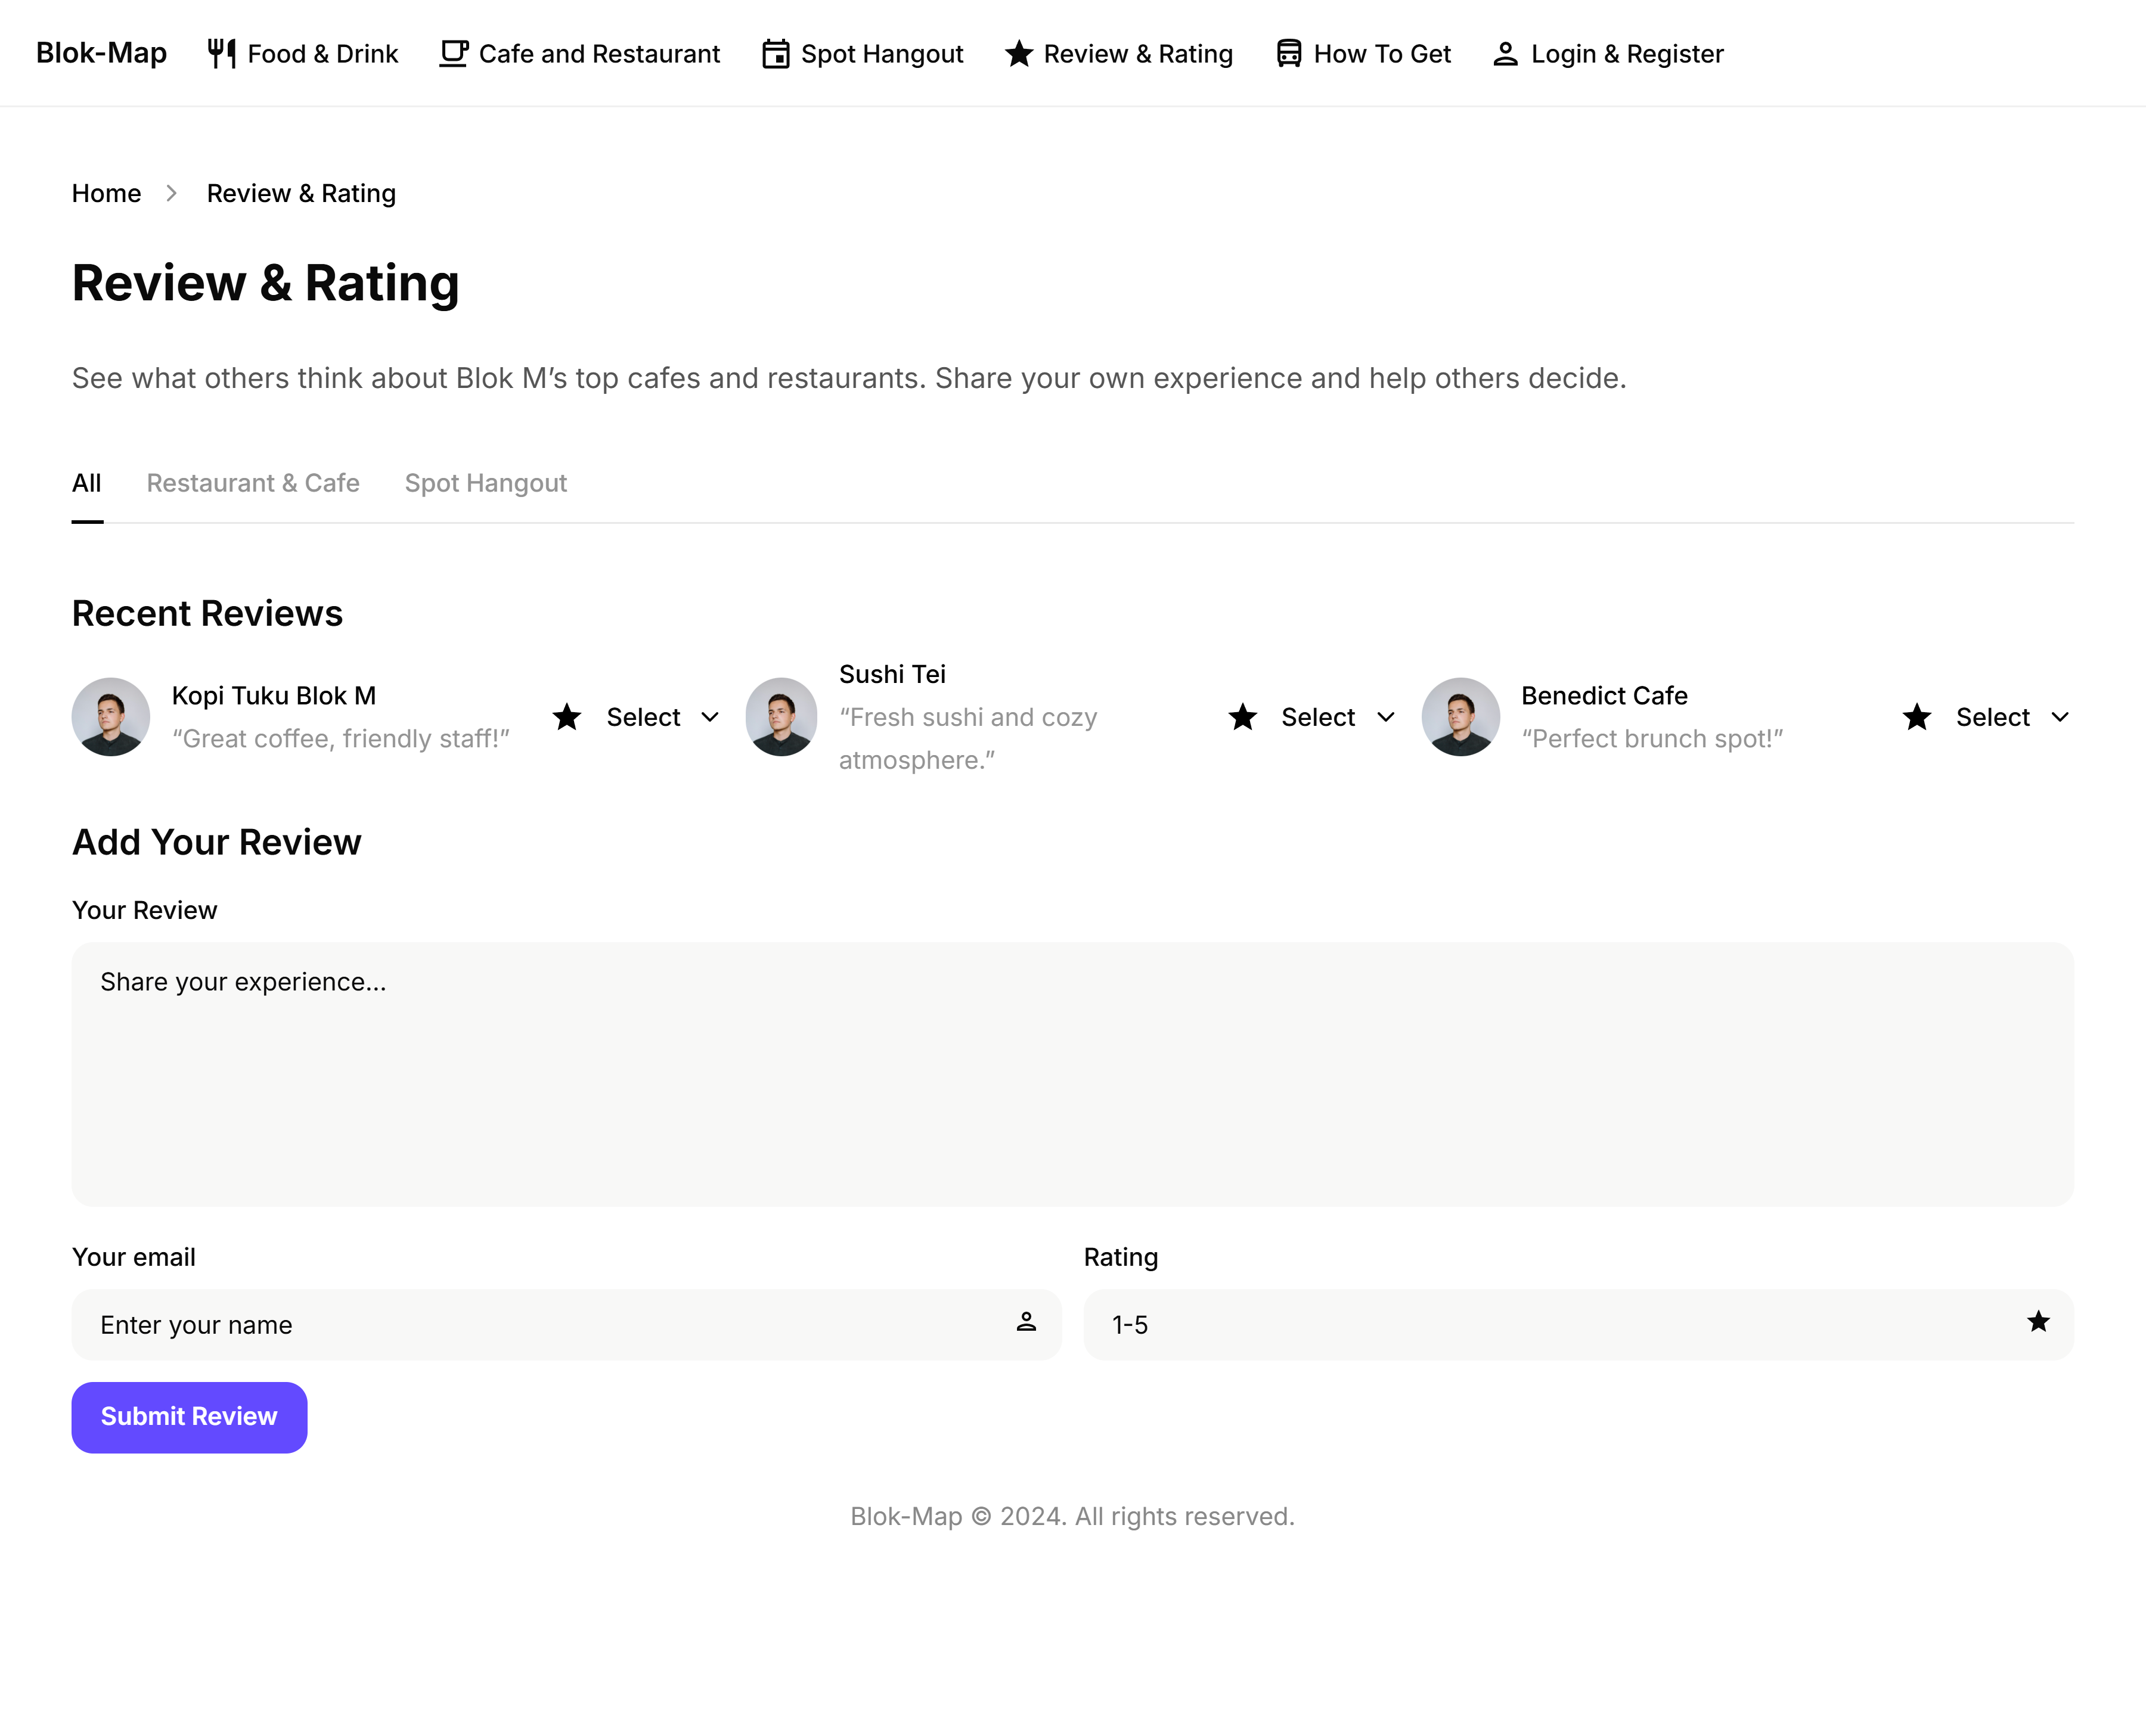 Blok-Map
Food & Drink
Cafe and Restaurant
Spot Hangout
Review & Rating
How To Get
Login & Register
Home
Review & Rating
Review & Rating
See what others think about Blok M’s top cafes and restaurants. Share your own experience and help others decide.
All
Restaurant & Cafe
Spot Hangout
Recent Reviews
Kopi Tuku Blok M
“Great coffee, friendly staff!”
Select
Sushi Tei
“Fresh sushi and cozy
atmosphere.”
Select
Benedict Cafe
“Perfect brunch spot!”
Select
Add Your Review
Your Review
Share your experience...
Your email
Enter your name
Rating
1-5
Submit Review
Blok-Map © 2024. All rights reserved.